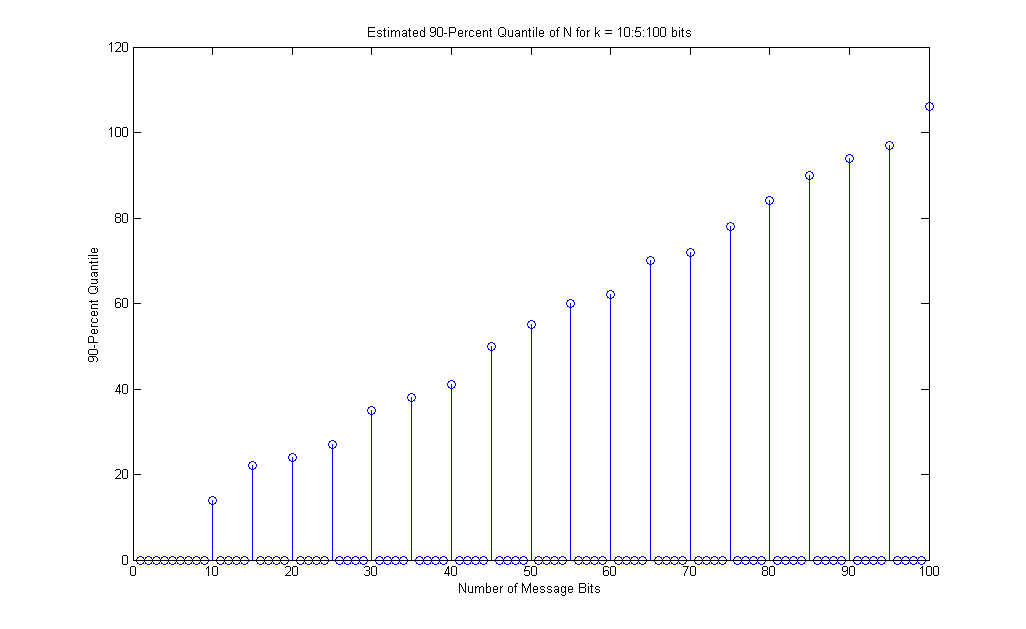 Estimated 90-Percent Quantile of N for k = 10:5:100 bits
120
100
80
60
40
20
0
90-Percent Quantile
0 10 20 30 40 50 60 70 80 90 100
Number of Message Bits